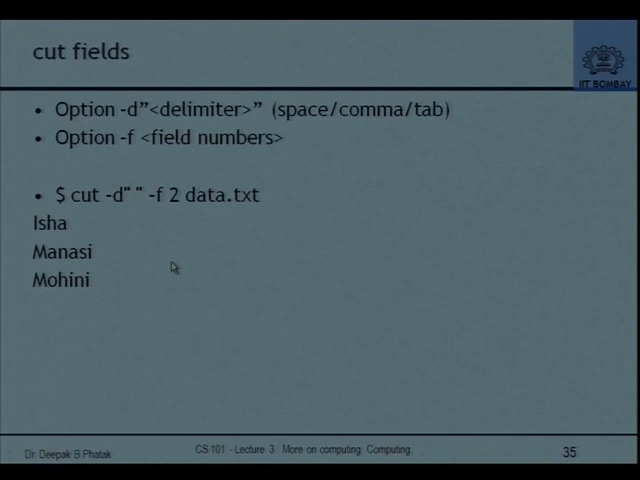 cut fields
IIT BOMBAY
• Option -d”<delimiter>” (space/comma/tab)
• Option -f <field numbers>
• $ cut -d" " -f 2 data.txt
Isha
Manasi
Mohini
Dr. Deepak B Phatak
CS 101 - Lecture 3 More on computing Computing
35